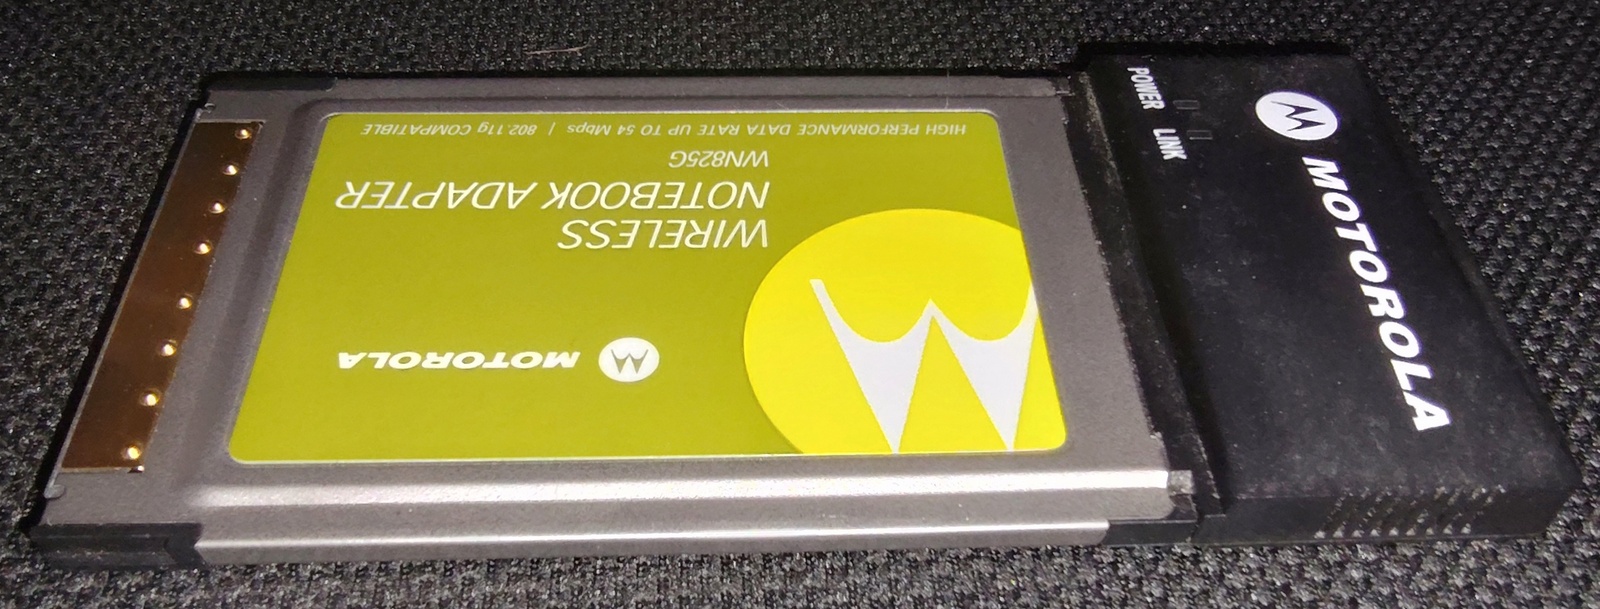 MOTOROLA
WIRELESS
NOTEBOOK ADAPTER
WN825G
HIGH PERFORMANCE DATA RATE UP TO 54 Mbps | 802.11g COMPATIBLE
POWER LINK
MOTOROLA